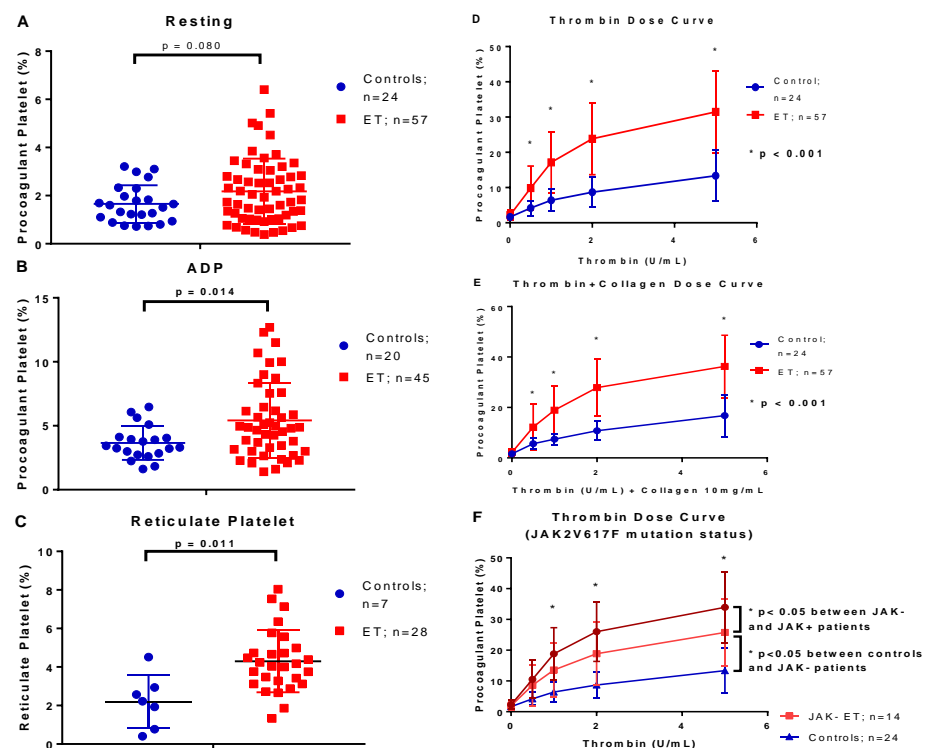 A
Resting
p = 0.080
8
6
4
2
0
Procoagulant Platelet (%)
Controls;
n=24
ET; n=57
B
ADP
p = 0.014
15
10
5
0
Procoagulant Platelet (%)
Controls;
n=20
ET; n=45
C
Reticulate Platelet
p = 0.011
10
8
6
4
2
0
Reticulate Platelet (%)
Controls;
n=7
ET; n=28
D
Thrombin Dose Curve
50
40
30
20
10
0
Procoagulant Platelet (%)
* * * *
0 2 4 6
Thrombin (U/mL)
Control;
n=24
ET; n=57
* p < 0.001
E
Thrombin+Collagen Dose Curve
60
40
20
0
Procoagulant Platelet (%)
* * * *
0 2 4 6
Thrombin (U/mL) + Collagen 10mg/mL
Control;
n=24
ET; n=57
* p < 0.001
F
Thrombin Dose Curve
(JAK2V617F mutation status)
50
40
30
20
10
0
Procoagulant Platelet (%)
* * *
0 2 4 6
Thrombin (U/mL)
* p< 0.05 between JAK-
and JAK+ patients
* p<0.05 between controls
and JAK- patients
JAK- ET; n=14
Controls; n=24